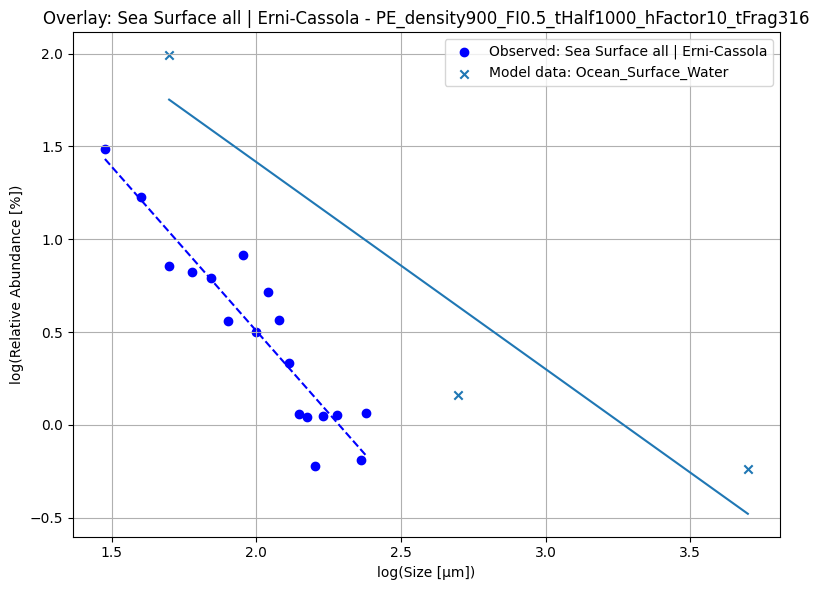 Overlay: Sea Surface all | Erni-Cassola - PE_density900_FI0.5_tHalf1000_hFactor10_tFrag316
Observed: Sea Surface all | Erni-Cassola
Model data: Ocean_Surface_Water
log(Relative Abundance [%])
2.0
1.5
1.0
0.5
0.0
−0.5
1.5
2.0
2.5
3.0
3.5
log(Size [μm])